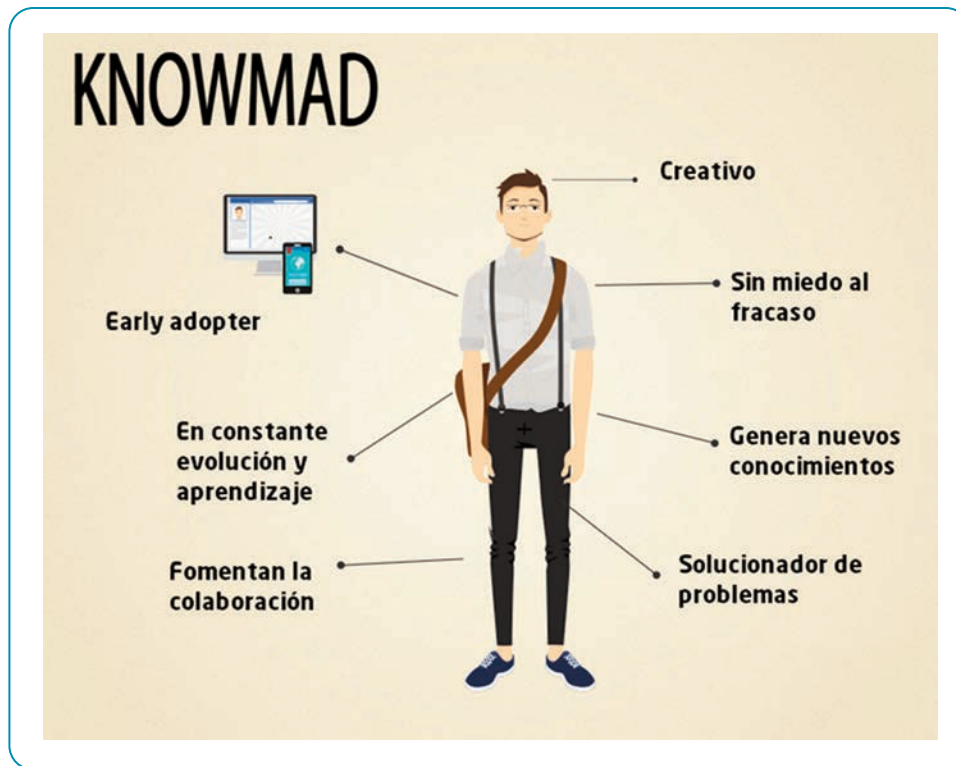 KNOWMAD
Creativo
Early adopter
Sin miedo al
fracaso
En constante
evolución y
aprendizaje
Genera nuevos
conocimientos
Fomentan la
colaboración
Solucionador de
problemas